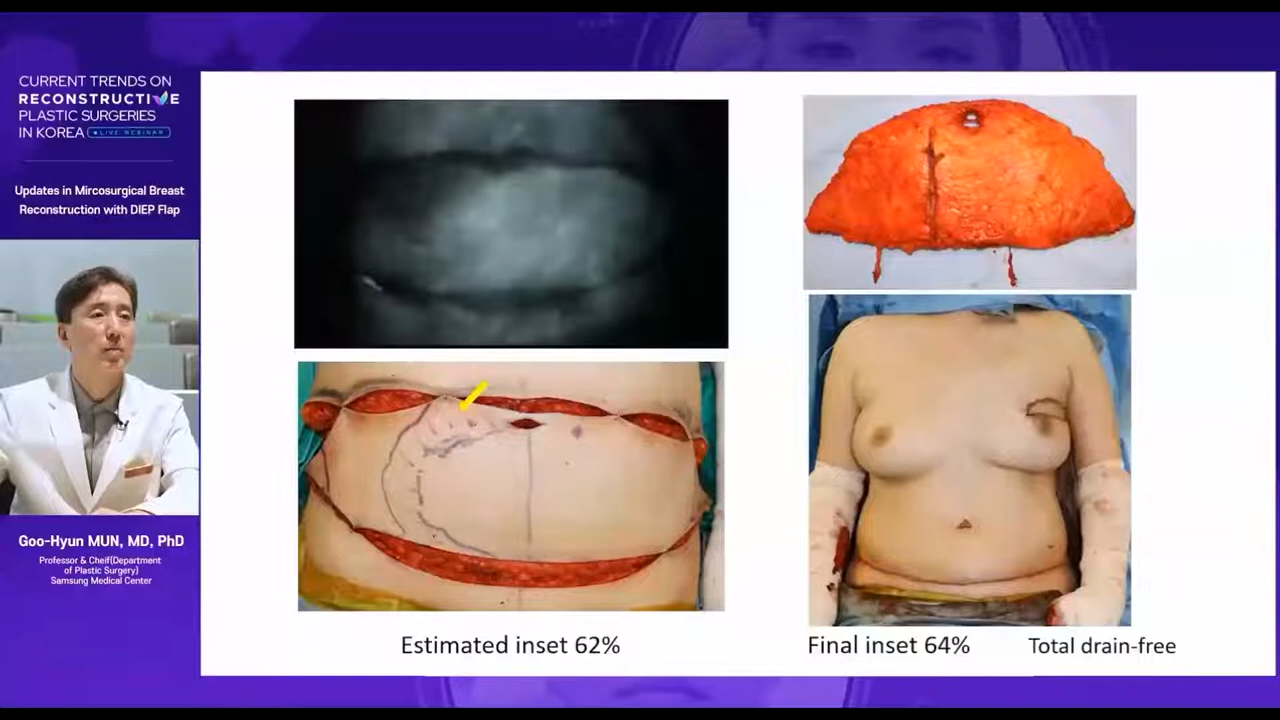 CURRENT TRENDS ON
RECONSTRUCTIVE
PLASTIC SURGERIES
IN KOREA LIVE WEBINAR
Updates in Mircosurgical Breast
Reconstruction with DIEP Flap
Goo-Hyun MUN, MD, PhD
Professor & Cheif(Department
of Plastic Surgery)
Samsung Medical Center
Estimated inset 62%
Final inset 64%
Total drain-free